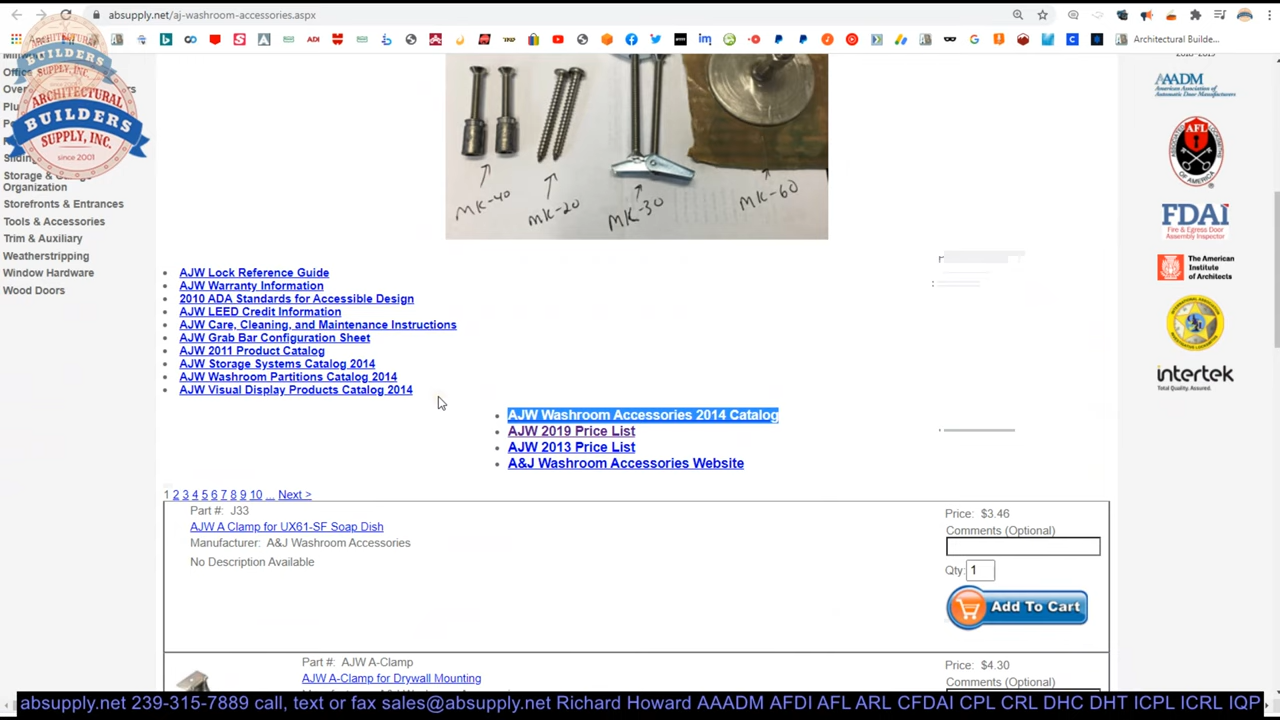 absupply.net/aj-washroom-accessories.aspx
Architectural Builde...
ARCHITECTURAL
BUILDERS
SUPPLY, INC.
since 2001
Storage &
Organization
Storefronts & Entrances
Tools & Accessories
Trim & Auxiliary
Weatherstripping
Window Hardware
Wood Doors
MK-40
MK-20
MK-30
MK-60
AJW Lock Reference Guide
AJW Warranty Information
2010 ADA Standards for Accessible Design
AJW LEED Credit Information
AJW Care, Cleaning, and Maintenance Instructions
AJW Grab Bar Configuration Sheet
AJW 2011 Product Catalog
AJW Storage Systems Catalog 2014
AJW Washroom Partitions Catalog 2014
AJW Visual Display Products Catalog 2014
AJW Washroom Accessories 2014 Catalog
AJW 2019 Price List
AJW 2013 Price List
A&J Washroom Accessories Website
1 2 3 4 5 6 7 8 9 10 ... Next >
Part #: J33
AJW A Clamp for UX61-SF Soap Dish
Manufacturer: A&J Washroom Accessories
No Description Available
Price: $3.46
Comments (Optional)
Qty: 1
Add To Cart
Part #: AJW A-Clamp
AJW A-Clamp for Drywall Mounting
Price: $4.30
AADM
American Association of
Automatic Door Manufacturers
AFL
OF AMERICA
FDAI
Fire & Egress Door
Assembly Inspector
The American
Institute
of Architects
intertek
Total Quality. Assured.
absupply.net 239-315-7889 call, text or fax sales@absupply.net Richard Howard AAADM AFDI AFL ARL CFDAI CPL CRL DHC DHT ICPL ICRL IQP